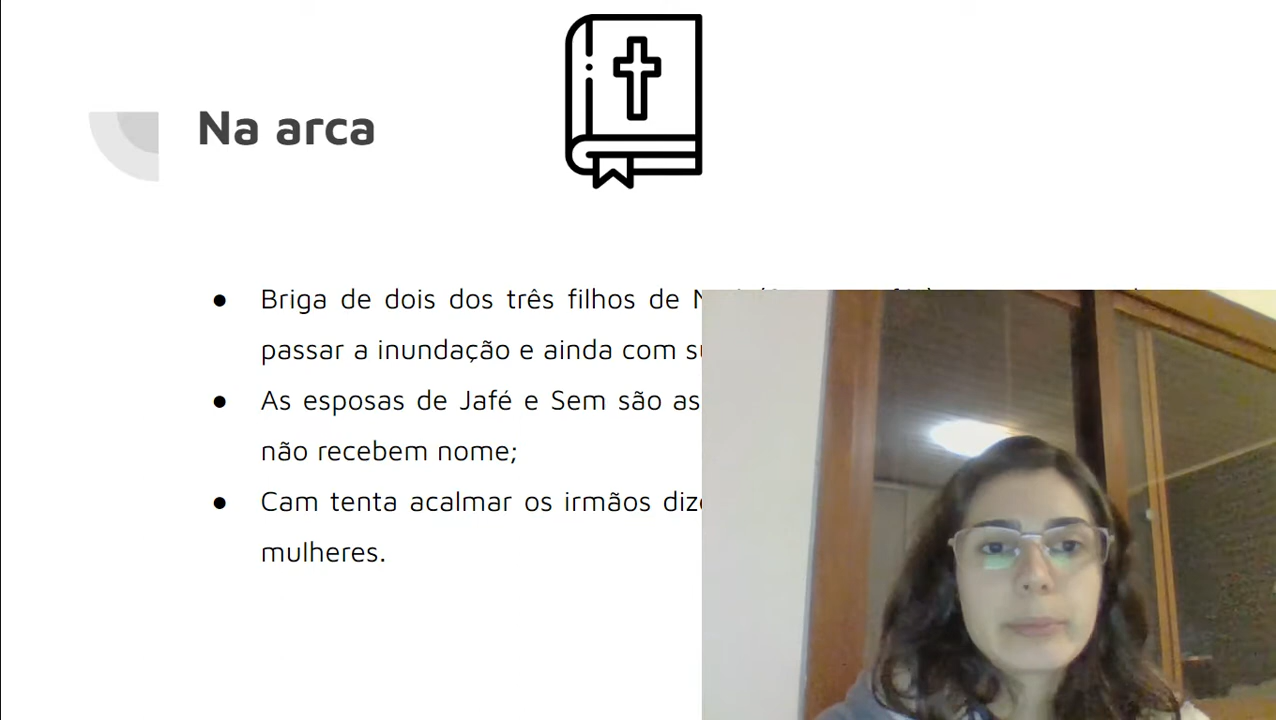 Na arca
● Briga de dois dos três filhos de
passar a inundação e ainda com
● As esposas de Jafé e Sem são as
não recebem nome;
● Cam tenta acalmar os irmãos
mulheres.